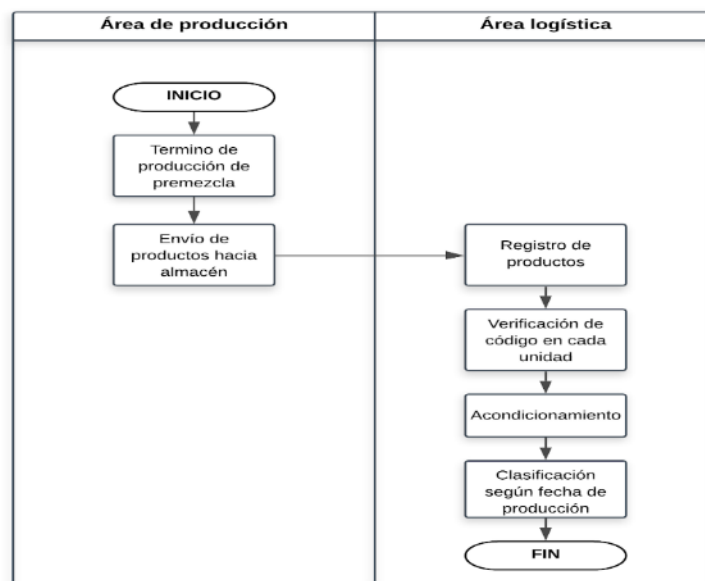 Área de producción
Área logística
INICIO
Termino de
producción de
premezcla
Envío de
productos hacia
almacén
Registro de
productos
Verificación de
código en cada
unidad
Acondicionamiento
Clasificación
según fecha de
producción
FIN